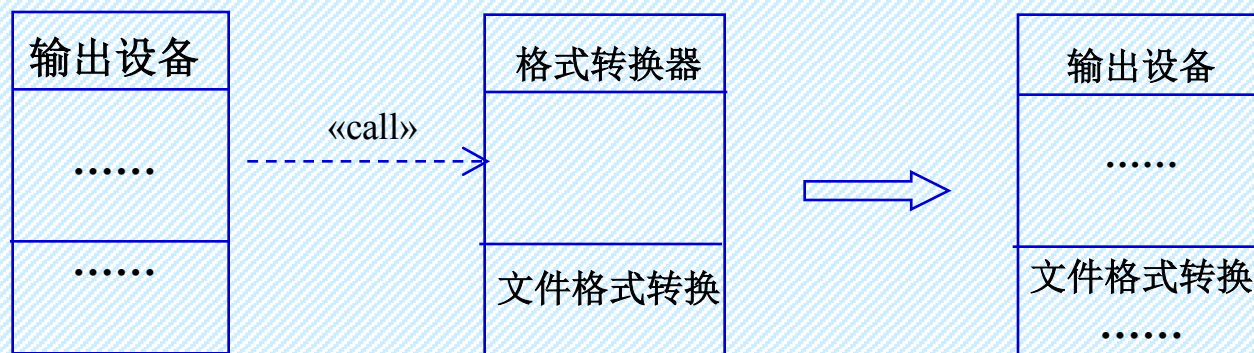 输出设备
……
……
«call»
格式转换器
文件格式转换
输出设备
……
文件格式转换
……